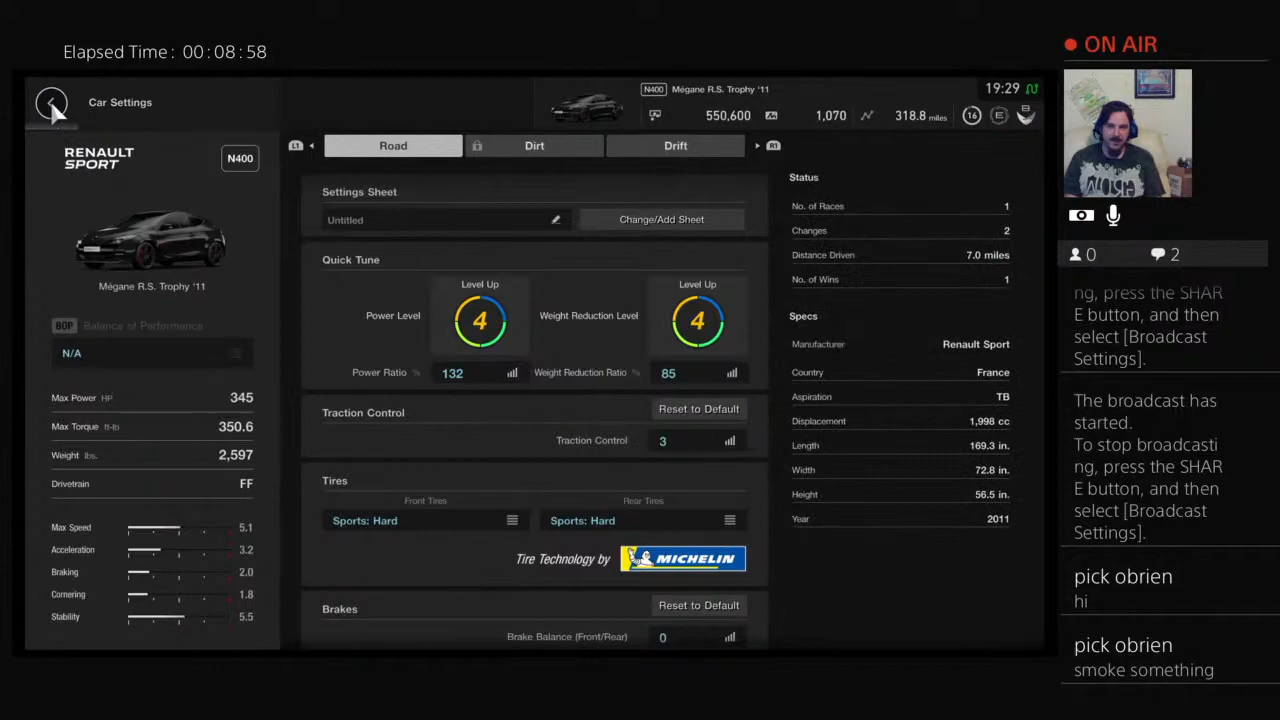 Elapsed Time: 00:08:58
ON AIR
Car Settings
N400 Mégane R.S. Trophy '11
19:29
550,600 1,070 318.8 miles 16 E
RENAULT
SPORT
N400
Mégane R.S. Trophy '11
BOP Balance of Performance
N/A
Max Power HP 345
Max Torque ft-lb 350.6
Weight lbs. 2,597
Drivetrain FF
Max Speed 5.1
Acceleration 3.2
Braking 2.0
Cornering 1.8
Stability 5.5
L1 Road Dirt Drift R1
Settings Sheet
Untitled Change/Add Sheet
Quick Tune
Level Up Level Up
Power Level 4 Weight Reduction Level 4
Power Ratio % 132 Weight Reduction Ratio % 85
Traction Control Reset to Default
Traction Control 3
Tires
Front Tires Rear Tires
Sports: Hard Sports: Hard
Tire Technology by MICHELIN
Brakes Reset to Default
Brake Balance (Front/Rear) 0
Status
No. of Races 1
Changes 2
Distance Driven 7.0 miles
No. of Wins 1
Specs
Manufacturer Renault Sport
Country France
Aspiration TB
Displacement 1,998 cc
Length 169.3 in.
Width 72.8 in.
Height 56.5 in.
Year 2011
0 2
ng, press the SHAR
E button, and then
select [Broadcast
Settings].
The broadcast has
started.
To stop broadcasti
ng, press the SHAR
E button, and then
select [Broadcast
Settings].
pick obrien
hi
pick obrien
smoke something